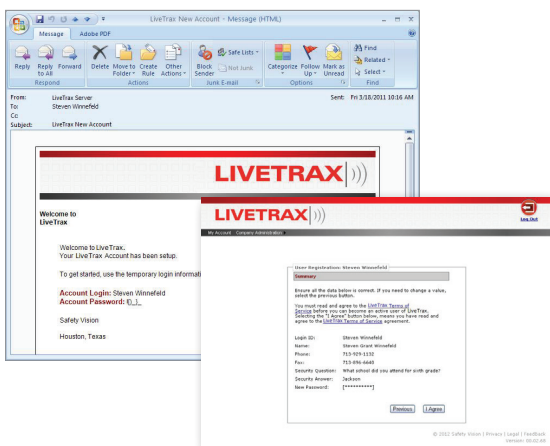 LiveTrax New Account - Message (HTML)
Message Adobe PDF
Reply Reply to All Forward Delete Move to Folder Create Rule Other Actions Block Sender Safe Lists Not Junk Categorize Follow Up Mark as Unread Find Related Select
Respond Actions Junk E-mail Options Find
From: LiveTrax Server Sent: Fri 3/18/2011 10:16 AM
To: Steven Winnefeld
Cc:
Subject: LiveTrax New Account
LIVETRAX
Welcome to
LiveTrax
Welcome to LiveTrax.
Your LiveTrax Account has been setup.
To get started, use the temporary login informati
Account Login: Steven Winnefeld
Account Password:
Safety Vision
Houston, Texas
LIVETRAX
Log Out
My Account Company Administration
User Registration: Steven Winnefeld
Summary
Ensure all the data below is correct. If you need to change a value,
select the previous button.
You must read and agree to the LiveTrax Terms of
Service before you can become an active user of LiveTrax.
Selecting the "I Agree" button below, means you have read and
agree to the LiveTrax Terms of Service agreement.
Login ID: Steven Winnefeld
Name: Steven Grant Winnefeld
Phone: 713-929-1132
Fax: 713-896-6640
Security Question: What school did you attend for sixth grade?
Security Answer: Jackson
New Password: [**********]
Previous I Agree
© 2012 Safety Vision | Privacy | Legal | Feedback
Version: 00.02.60